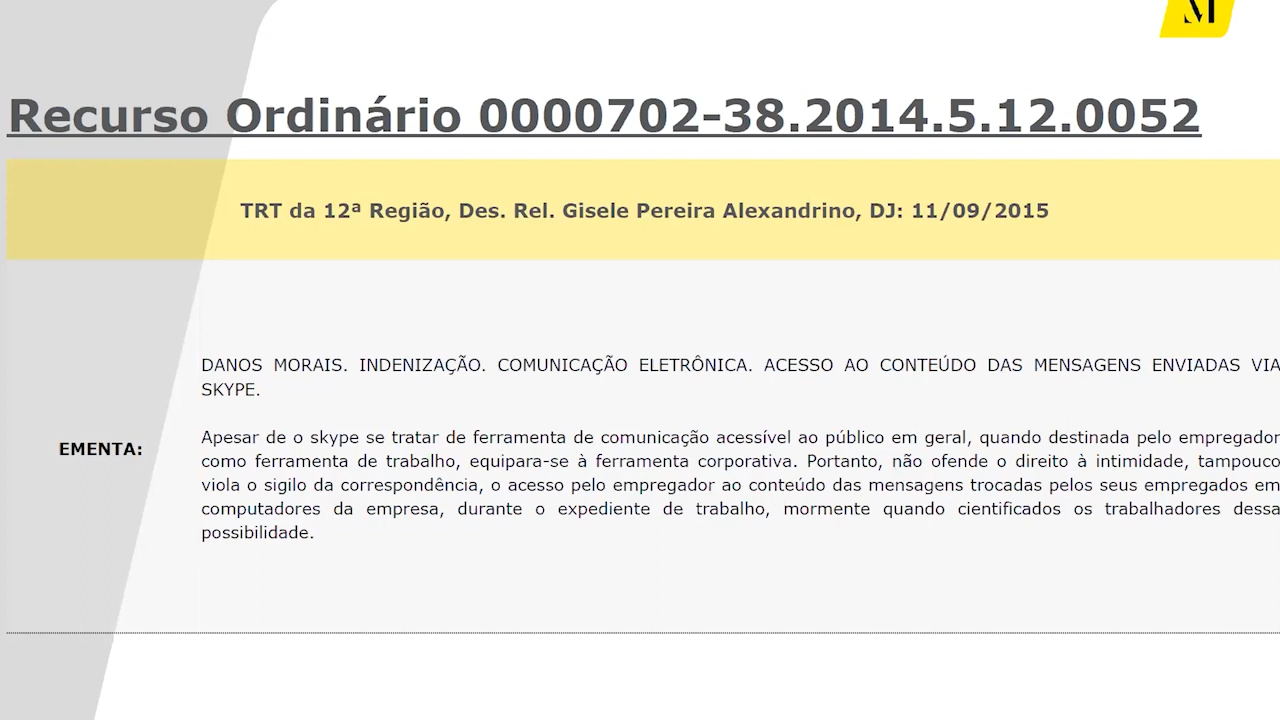 M
Recurso Ordinário 0000702-38.2014.5.12.0052
TRT da 12ª Região, Des. Rel. Gisele Pereira Alexandrino, DJ: 11/09/2015
DANOS MORAIS. INDENIZAÇÃO. COMUNICAÇÃO ELETRÔNICA. ACESSO AO CONTEÚDO DAS MENSAGENS ENVIADAS VIA
SKYPE.
EMENTA:
Apesar de o skype se tratar de ferramenta de comunicação acessível ao público em geral, quando destinada pelo empregador
como ferramenta de trabalho, equipara-se à ferramenta corporativa. Portanto, não ofende o direito à intimidade, tampouco
viola o sigilo da correspondência, o acesso pelo empregador ao conteúdo das mensagens trocadas pelos seus empregados em
computadores da empresa, durante o expediente de trabalho, mormente quando cientificados os trabalhadores dessa
possibilidade.